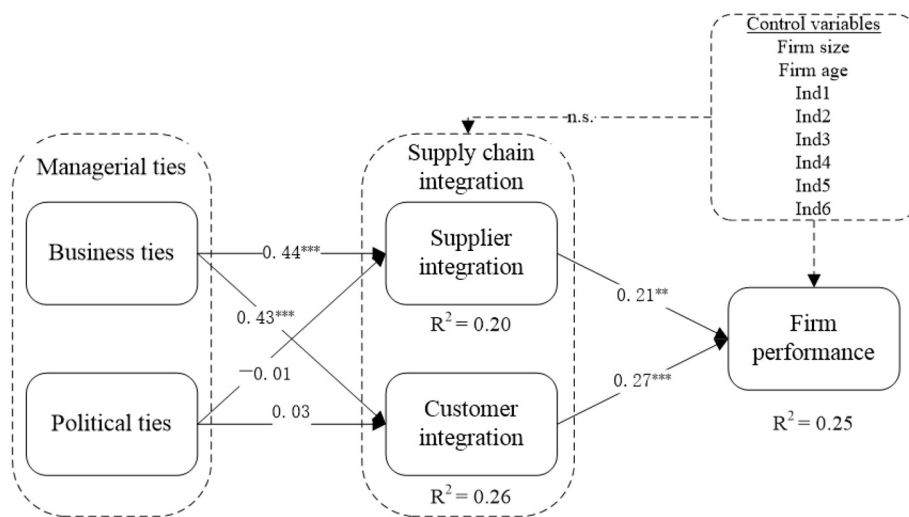 Control variables
Firm size
Firm age
Ind1
Ind2
Ind3
Ind4
Ind5
Ind6
n.s.
Managerial ties
Supply chain
integration
Business ties
0.44***
Supplier
integration
R² = 0.20
0.43***
0.21**
Firm
performance
R² = 0.25
−0.01
0.27***
Political ties
0.03
Customer
integration
R² = 0.26